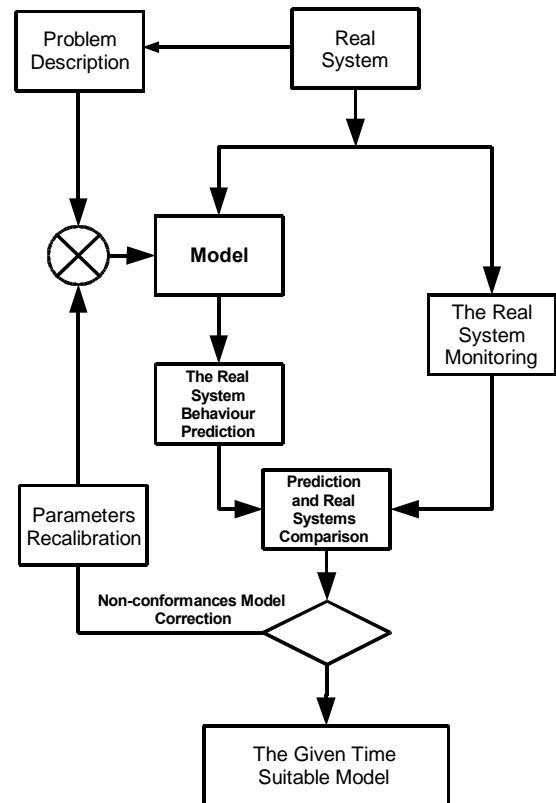 Problem
Description
Real
System
Model
The Real
System
Monitoring
The Real
System
Behaviour
Prediction
Prediction
and Real
Systems
Comparison
Parameters
Recalibration
Non-conformances Model
Correction
The Given Time
Suitable Model